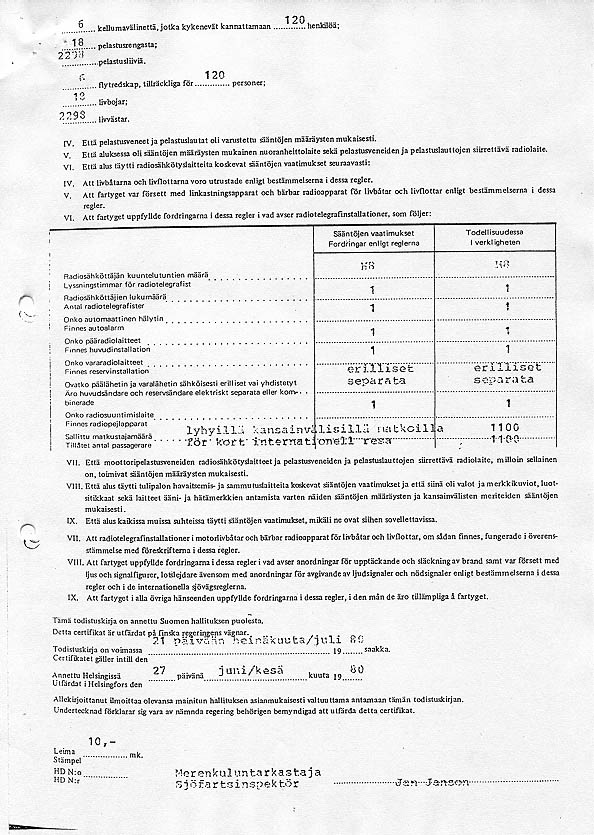 6 kellumavälinettä, jotka kykenevät kannattamaan 120 henkilöä;
18 pelastusrengasta;
2298 pelastusliiviä.
6 flytredskap, tillräckliga för 120 personer;
18 livbojar;
2298 livvästar.
IV. Että pelastusveneet ja pelastuslautat oli varustettu sääntöjen määräysten mukaisesti.
V. Että aluksessa oli sääntöjen määräysten mukainen nuoranheittolaite sekä pelastusveneiden ja pelastuslauttojen siirrettävä radiolaite.
VI. Että alus täytti radiosähkötyslaitteita koskevat sääntöjen vaatimukset seuraavasti:
IV. Att livbåtarna och livflottarna voro utrustade enligt bestämmelserna i dessa regler.
V. Att fartyget var försett med linkastningsapparat och bärbar radioapparat för livbåtar och livflottar enligt bestämmelserna i dessa
regler.
VI. Att fartyget uppfyllde fordringarna i dessa regler i vad avser radiotelegrafinstallationer, som följer:
Sääntöjen vaatimukset Todellisuudessa
Fordringar enligt reglerna I verkligheten
H8 H8
Radiosähköttäjän kuuntelutuntien määrä
Lyssningstimmar för radiotelegrafist
1 1
Radiosähköttäjien lukumäärä
Antal radiotelegrafister
1 1
Onko automaattinen hälytin
Finnes autoalarm
1 1
Onko pääradiolaitteet
Finnes huvudinstallation
1 1
Onko vararadiolaitteet erilliset erilliset
Finnes reservinstallation separata separata
Ovatko päälähetin ja varalähetin sähköisesti erilliset vai yhdistetyt
Äro huvudsändare och reservsändare elektriskt separata eller kom-
binerade
1 1
Onko radiosuuntimislaite
Finnes radiopejlapparat
lyhyillä kansainvälisillä matkoilla 1100
Sallittu matkustajamäärä för kort internationell resa 1100
Tillåtet antal passagerare
VII. Että moottoripelastusveneiden radiosähkötyslaitteet ja pelastusveneiden ja pelastuslauttojen siirrettävä radiolaite, milloin sellainen
on, toimivat sääntöjen määräysten mukaisesti.
VIII. Että alus täytti tulipalon havaitsemis- ja sammutuslaitteita koskevat sääntöjen vaatimukset ja että siinä oli valot ja merkkikuviot, luot-
sitikkaat sekä laitteet ääni- ja hätämerkkien antamista varten näiden sääntöjen määräysten ja kansainvälisten meriteiden sääntöjen
mukaisesti.
IX. Että alus kaikissa muissa suhteissa täytti sääntöjen vaatimukset, mikäli ne ovat siihen sovellettavissa.
VII. Att radiotelegrafinstallationer i motorlivbåtar och bärbar radioapparat för livbåtar och livflottar, om sådan finnes, fungerade i överens-
stämmelse med föreskrifterna i dessa regler.
VIII. Att fartyget uppfyllde fordringarna i dessa regler i vad avser anordningar för upptäckande och släckning av brand samt var försett med
ljus och signalfigurer, lotslejdare ävensom med anordningar för avgivande av ljudsignaler och nödsignaler enligt bestämmelserna i dessa
regler och i de internationella sjövägsreglerna.
IX. Att fartyget i alla övriga hänseenden uppfyllde fordringarna i dessa regler, i den mån de äro tillämpliga å fartyget.
Tämä todistuskirja on annettu Suomen hallituksen puolesta.
Detta certifikat är utfärdat på finska regeringens vägnar.
21 päivään heinäkuuta/juli 80
Todistuskirja on voimassa 19 saakka.
Certifikatet gäller intill den
27 juni/kesä 80
Annettu Helsingissä päivänä kuuta 19
Utfärdat i Helsingfors den
Allekirjoittanut ilmoittaa olevansa mainitun hallituksen asianmukaisesti valtuuttama antamaan tämän todistuskirjan.
Undertecknad förklarar sig vara av nämnda regering behörigen bemyndigad att utfärda detta certifikat.
10,-
Leima mk.
Stämpel
HD N:o
HD N:r
Merenkuluntarkastaja
Sjöfartsinspektör Jan Janson